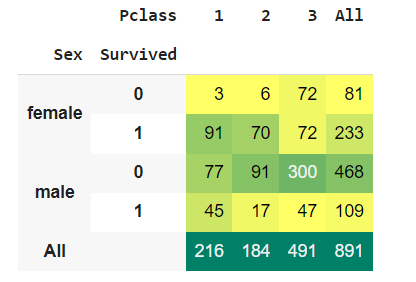 Pclass 1 2 3 All
Sex Survived
female 0 3 6 72 81
1 91 70 72 233
male 0 77 91 300 468
1 45 17 47 109
All 216 184 491 891